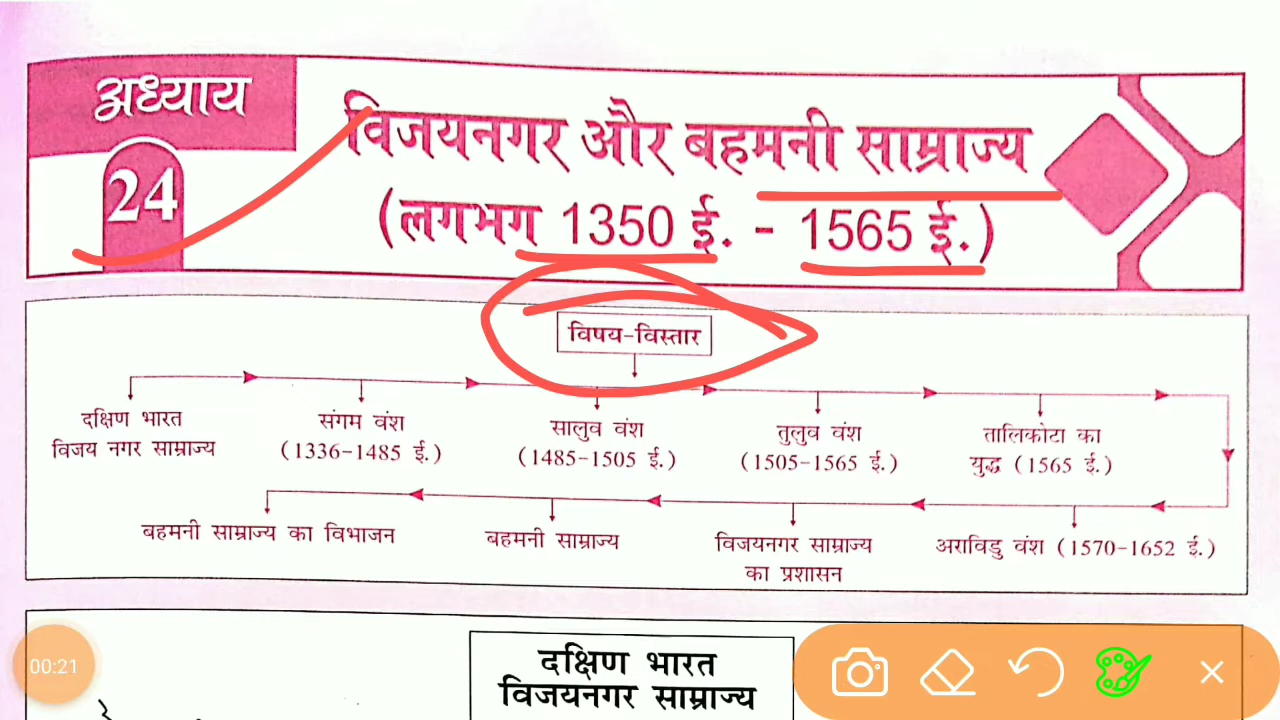 अध्याय
24
विजयनगर और बहमनी साम्राज्य
(लगभग 1350 ई. - 1565 ई.)
विषय-विस्तार
दक्षिण भारत
विजय नगर साम्राज्य
संगम वंश
(1336-1485 ई.)
सालुव वंश
(1485-1505 ई.)
तुलुव वंश
(1505-1565 ई.)
तालिकोटा का
युद्ध (1565 ई.)
बहमनी साम्राज्य का विभाजन
बहमनी साम्राज्य
विजयनगर साम्राज्य
का प्रशासन
अराविडु वंश (1570-1652 ई.)
दक्षिण भारत
विजयनगर साम्राज्य
00:21